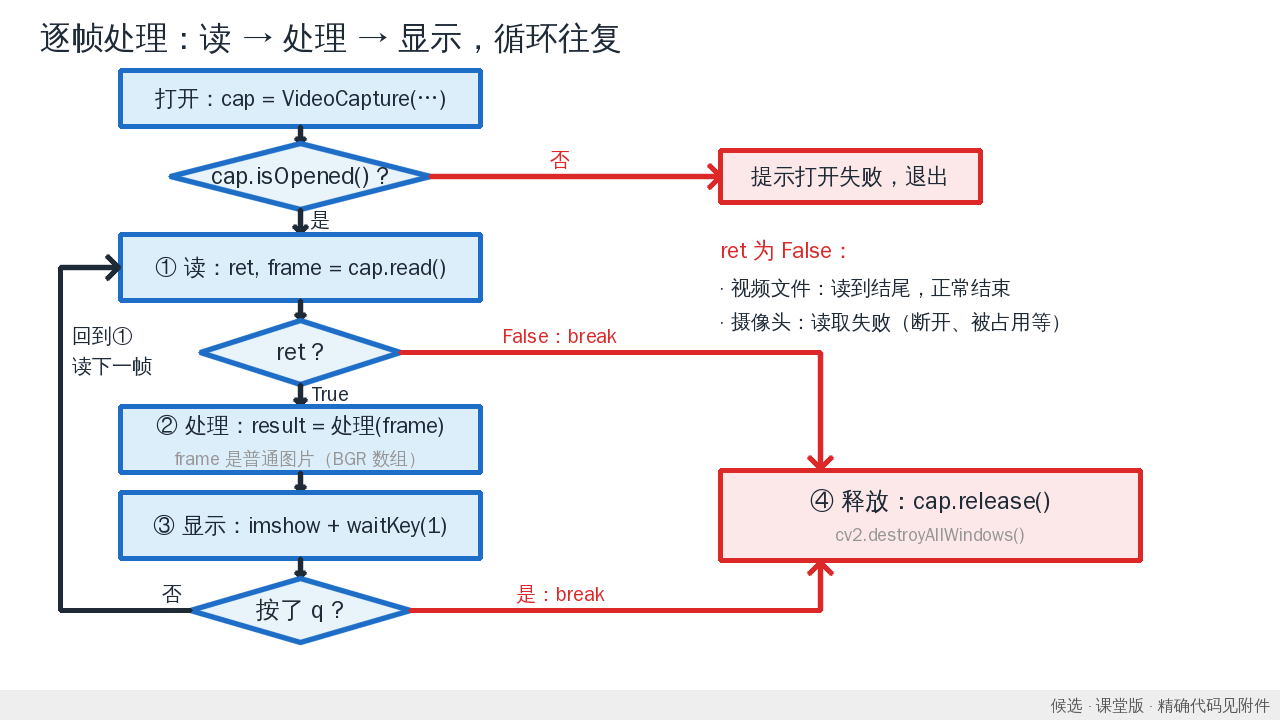 逐帧处理：读 → 处理 → 显示，循环往复
打开：cap = VideoCapture(⋯)
cap.isOpened()？
否
提示打开失败，退出
是
① 读：ret, frame = cap.read()
ret 为 False：
· 视频文件：读到结尾，正常结束
· 摄像头：读取失败（断开、被占用等）
回到①
读下一帧
ret？
False：break
True
② 处理：result = 处理(frame)
frame 是普通图片（BGR 数组）
③ 显示：imshow + waitKey(1)
④ 释放：cap.release()
cv2.destroyAllWindows()
否
按了 q？
是：break
候选 · 课堂版 · 精确代码见附件